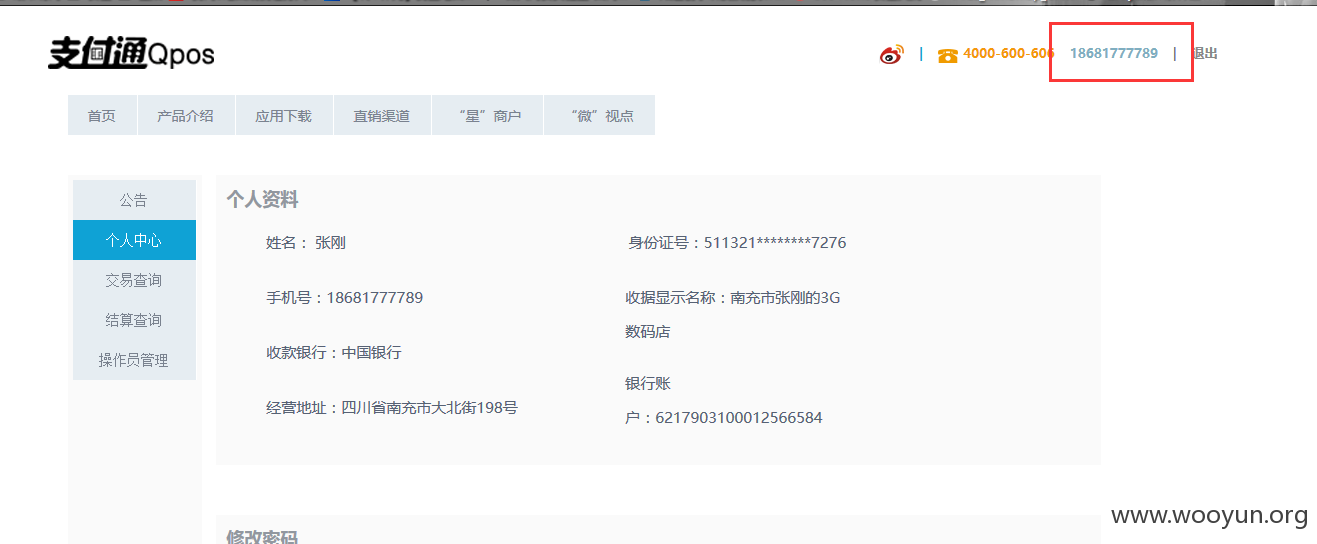 支付通Qpos
4000-600-606 18681777789 | 退出
首页 产品介绍 应用下载 直销渠道 “星”商户 “微”视点
公告
个人中心
交易查询
结算查询
操作员管理
个人资料
姓名： 张刚 身份证号：511321********7276
手机号：18681777789 收据显示名称：南充市张刚的3G
数码店
收款银行：中国银行
银行账
经营地址：四川省南充市大北街198号
户：6217903100012566584
修改密码
www.wooyun.org